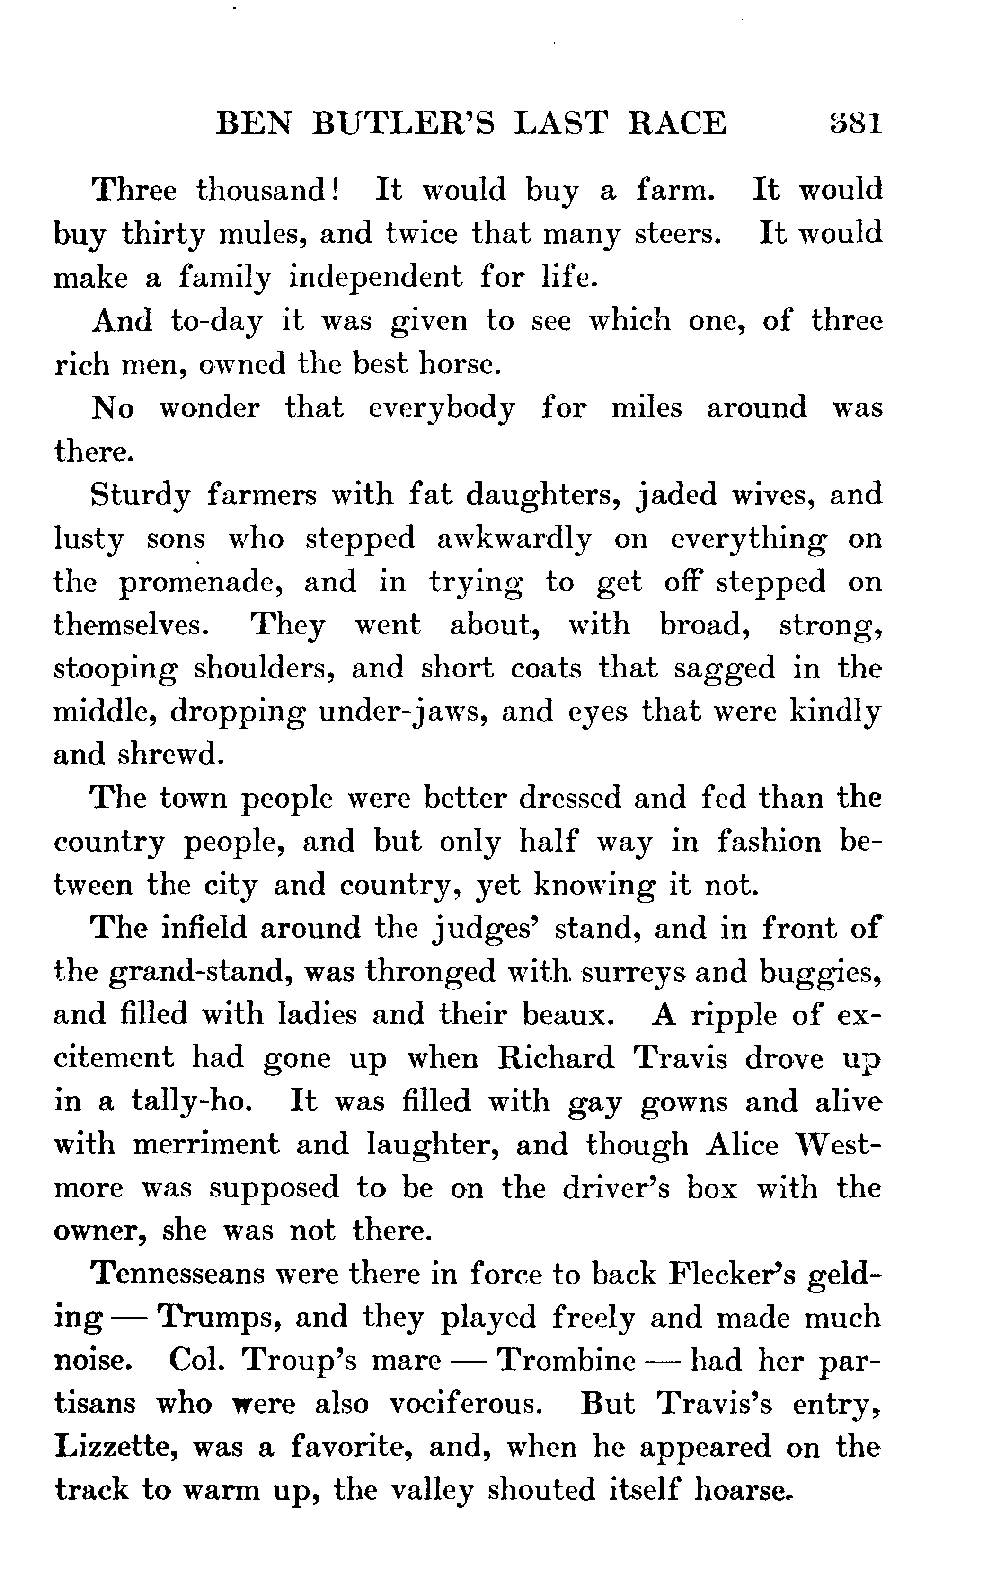 BEN BUTLER'S LAST RACE 381
Three thousand! It would buy a farm. It would
buy thirty mules, and twice that many steers. It would
make a family independent for life.
And to-day it was given to see which one, of three
rich men, owned the best horse.
No wonder that everybody for miles around was
there.
Sturdy farmers with fat daughters, jaded wives, and
lusty sons who stepped awkwardly on everything on
the promenade, and in trying to get off stepped on
themselves. They went about, with broad, strong,
stooping shoulders, and short coats that sagged in the
middle, dropping under-jaws, and eyes that were kindly
and shrewd.
The town people were better dressed and fed than the
country people, and but only half way in fashion be-
tween the city and country, yet knowing it not.
The infield around the judges' stand, and in front of
the grand-stand, was thronged with surreys and buggies,
and filled with ladies and their beaux. A ripple of ex-
citement had gone up when Richard Travis drove up
in a tally-ho. It was filled with gay gowns and alive
with merriment and laughter, and though Alice West-
more was supposed to be on the driver's box with the
owner, she was not there.
Tennesseans were there in force to back Flecker's geld-
ing — Trumps, and they played freely and made much
noise. Col. Troup's mare — Trombine — had her par-
tisans who were also vociferous. But Travis's entry,
Lizzette, was a favorite, and, when he appeared on the
track to warm up, the valley shouted itself hoarse.